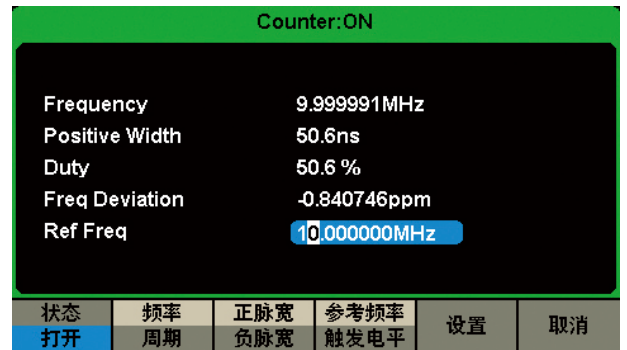 Counter:ON
Frequency 9.999991MHz
Positive Width 50.6ns
Duty 50.6 %
Freq Deviation -0.840746ppm
Ref Freq 10.000000MHz
状态 频率 正脉宽 参考频率 设置 取消
打开 周期 负脉宽 触发电平